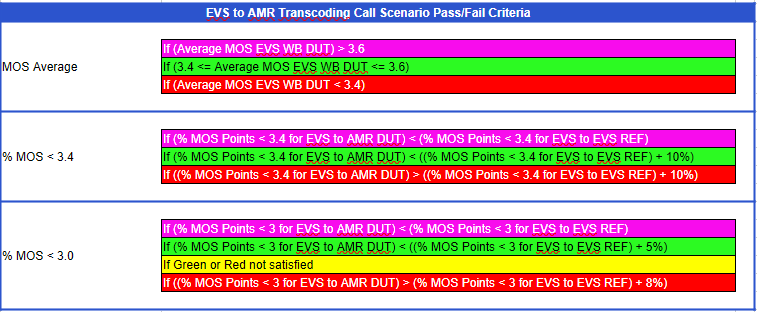 EVS to AMR Transcoding Call Scenario Pass/Fail Criteria
MOS Average
If (Average MOS EVS WB DUT) > 3.6
If (3.4 <= Average MOS EVS WB DUT <= 3.6)
If (Average MOS EVS WB DUT < 3.4)
% MOS < 3.4
If (% MOS Points < 3.4 for EVS to AMR DUT) < (% MOS Points < 3.4 for EVS to EVS REF)
If (% MOS Points < 3.4 for EVS to AMR DUT) < ((% MOS Points < 3.4 for EVS to EVS REF) + 10%)
If ((% MOS Points < 3.4 for EVS to AMR DUT) > ((% MOS Points < 3.4 for EVS to EVS REF) + 10%)
% MOS < 3.0
If (% MOS Points < 3 for EVS to AMR DUT) < (% MOS Points < 3 for EVS to EVS REF)
If (% MOS Points < 3 for EVS to AMR DUT) < ((% MOS Points < 3 for EVS to EVS REF) + 5%)
If Green or Red not satisfied
If ((% MOS Points < 3 for EVS to AMR DUT) > (% MOS Points < 3 for EVS to EVS REF) + 8%)